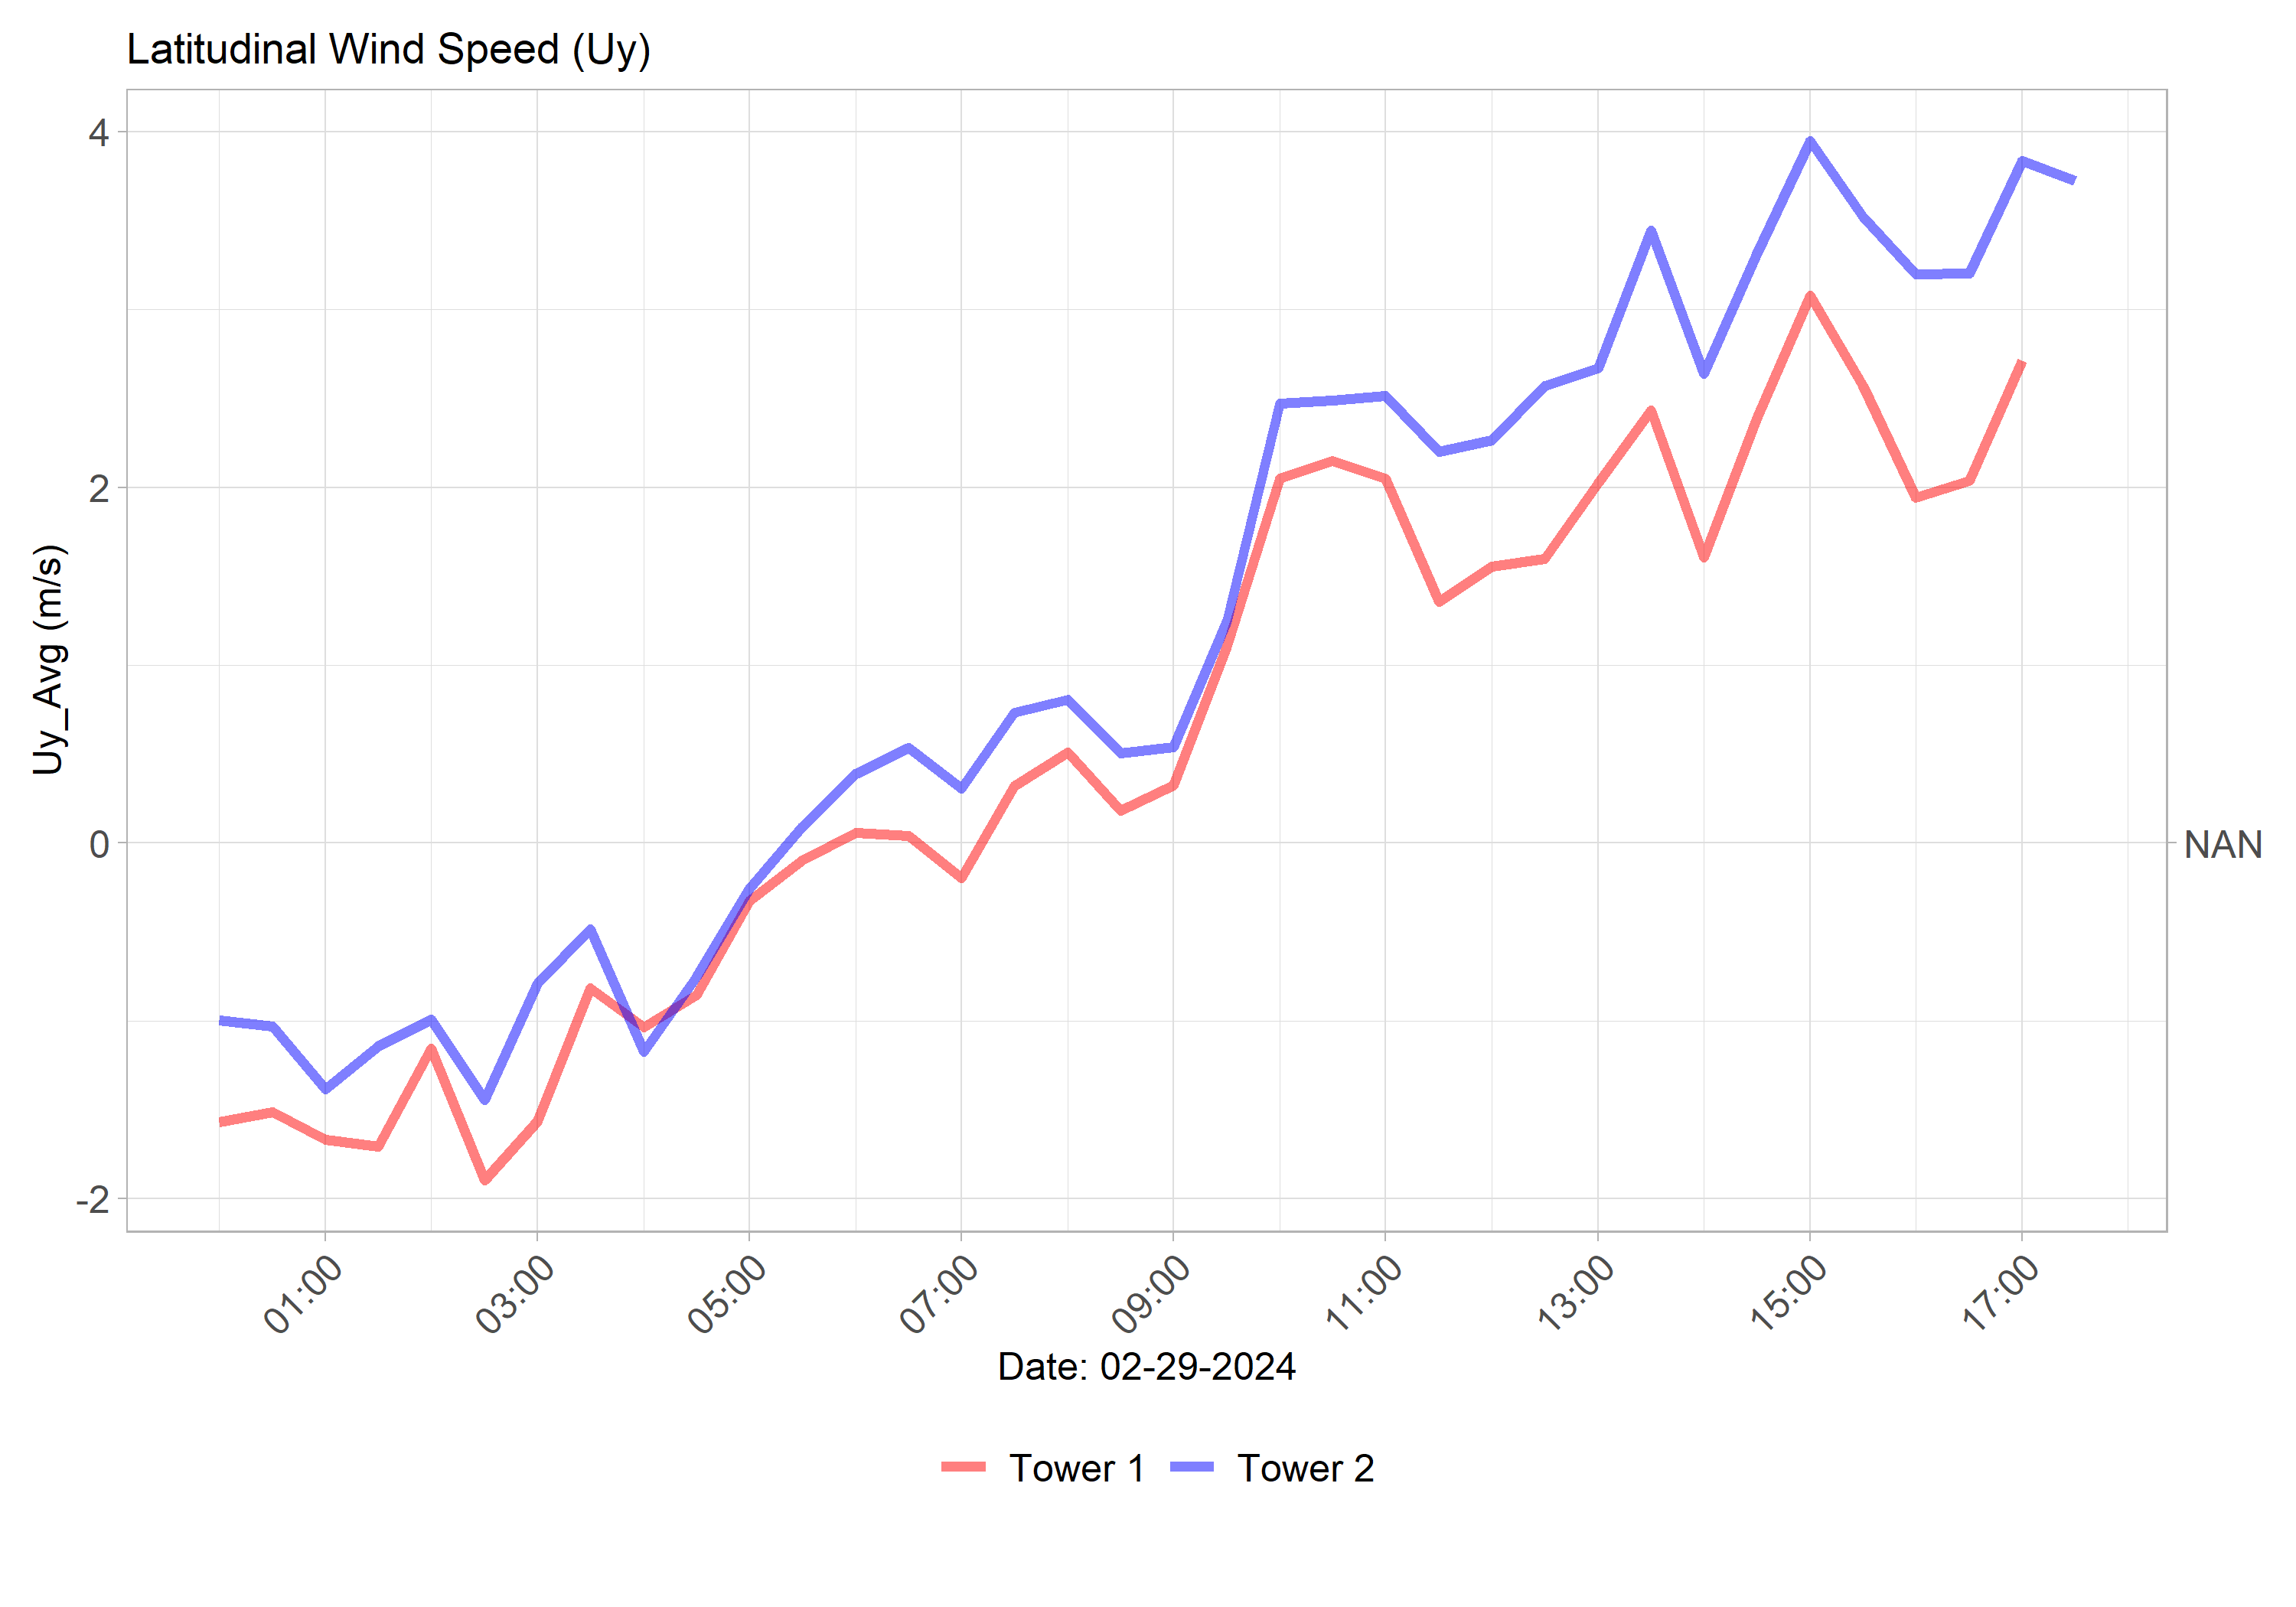 Latitudinal Wind Speed (Uy)
Uy_Avg (m/s)
4
2
0
-2
NAN
01:00 03:00 05:00 07:00 09:00 11:00 13:00 15:00 17:00
Date: 02-29-2024
Tower 1 Tower 2